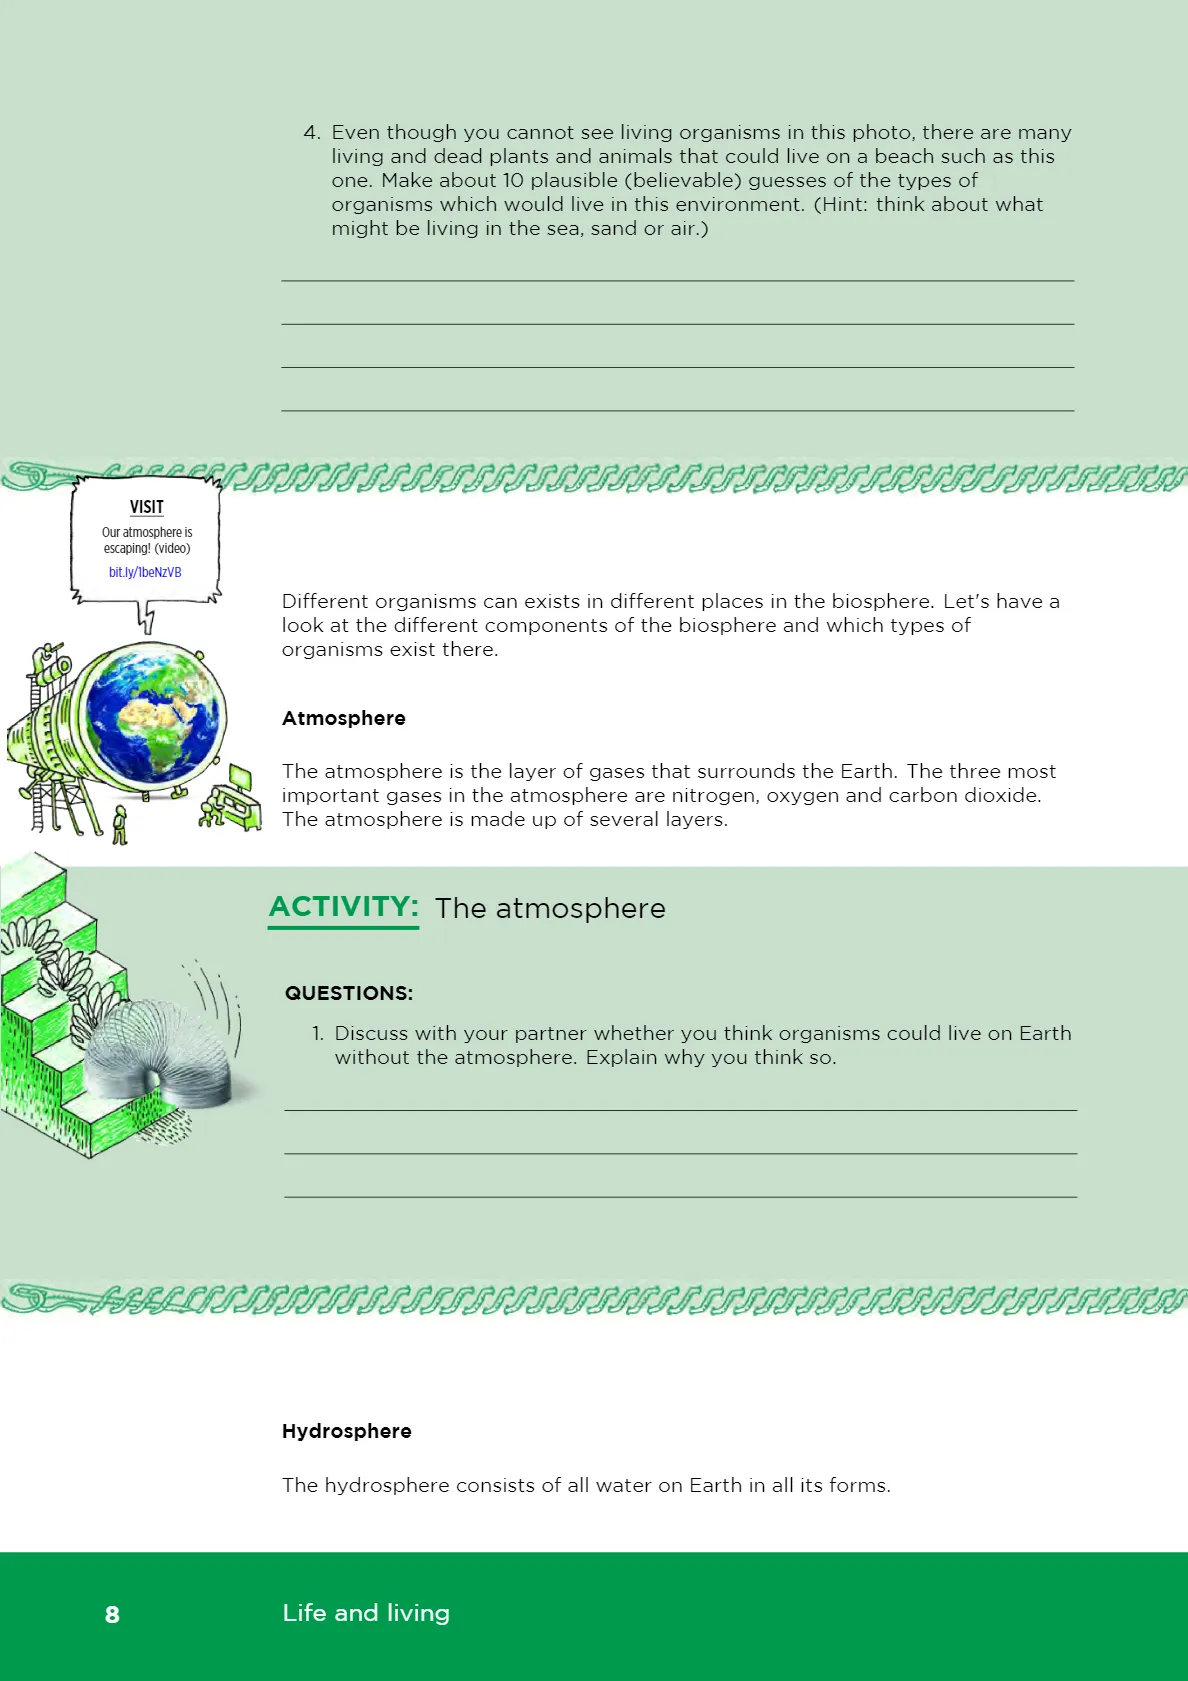 4. Even though you cannot see living organisms in this photo, there are many
living and dead plants and animals that could live on a beach such as this
one. Make about 10 plausible (believable) guesses of the types of
organisms which would live in this environment. (Hint: think about what
might be living in the sea, sand or air.)
VISIT
Our atmosphere is
escaping! (video)
bit.ly/1beNzVB
Different organisms can exists in different places in the biosphere. Let's have a
look at the different components of the biosphere and which types of
organisms exist there.
Atmosphere
The atmosphere is the layer of gases that surrounds the Earth. The three most
important gases in the atmosphere are nitrogen, oxygen and carbon dioxide.
The atmosphere is made up of several layers.
ACTIVITY: The atmosphere
QUESTIONS:
1. Discuss with your partner whether you think organisms could live on Earth
without the atmosphere. Explain why you think so.
Hydrosphere
The hydrosphere consists of all water on Earth in all its forms.
8 Life and living